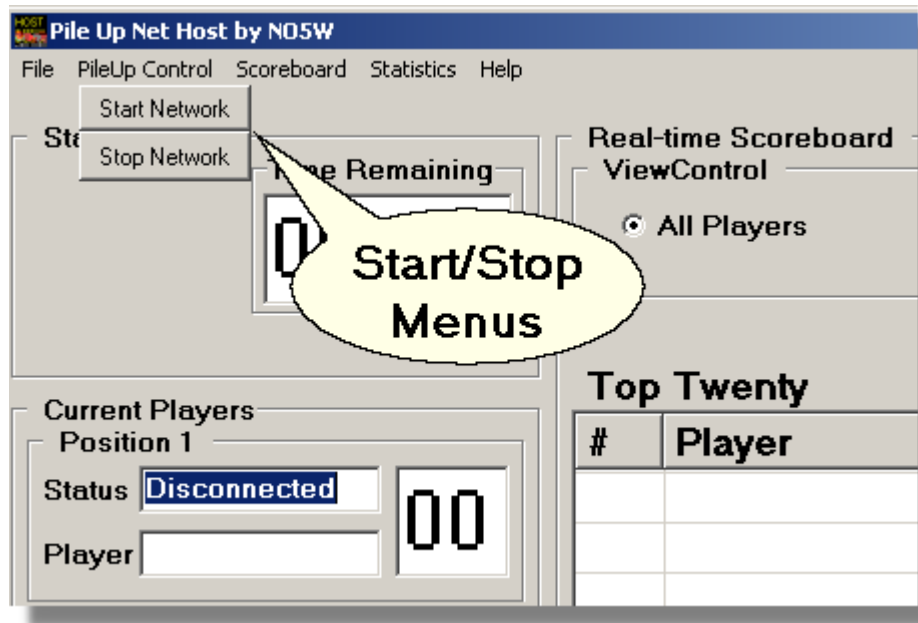 HOST
Pile Up Net Host by NO5W
File PileUp Control Scoreboard Statistics Help
Start Network
Stop Network
Remaining
Start/Stop
Menus
Current Players
Position 1
Status Disconnected
00
Player
Real-time Scoreboard
ViewControl
All Players
Top Twenty
# Player